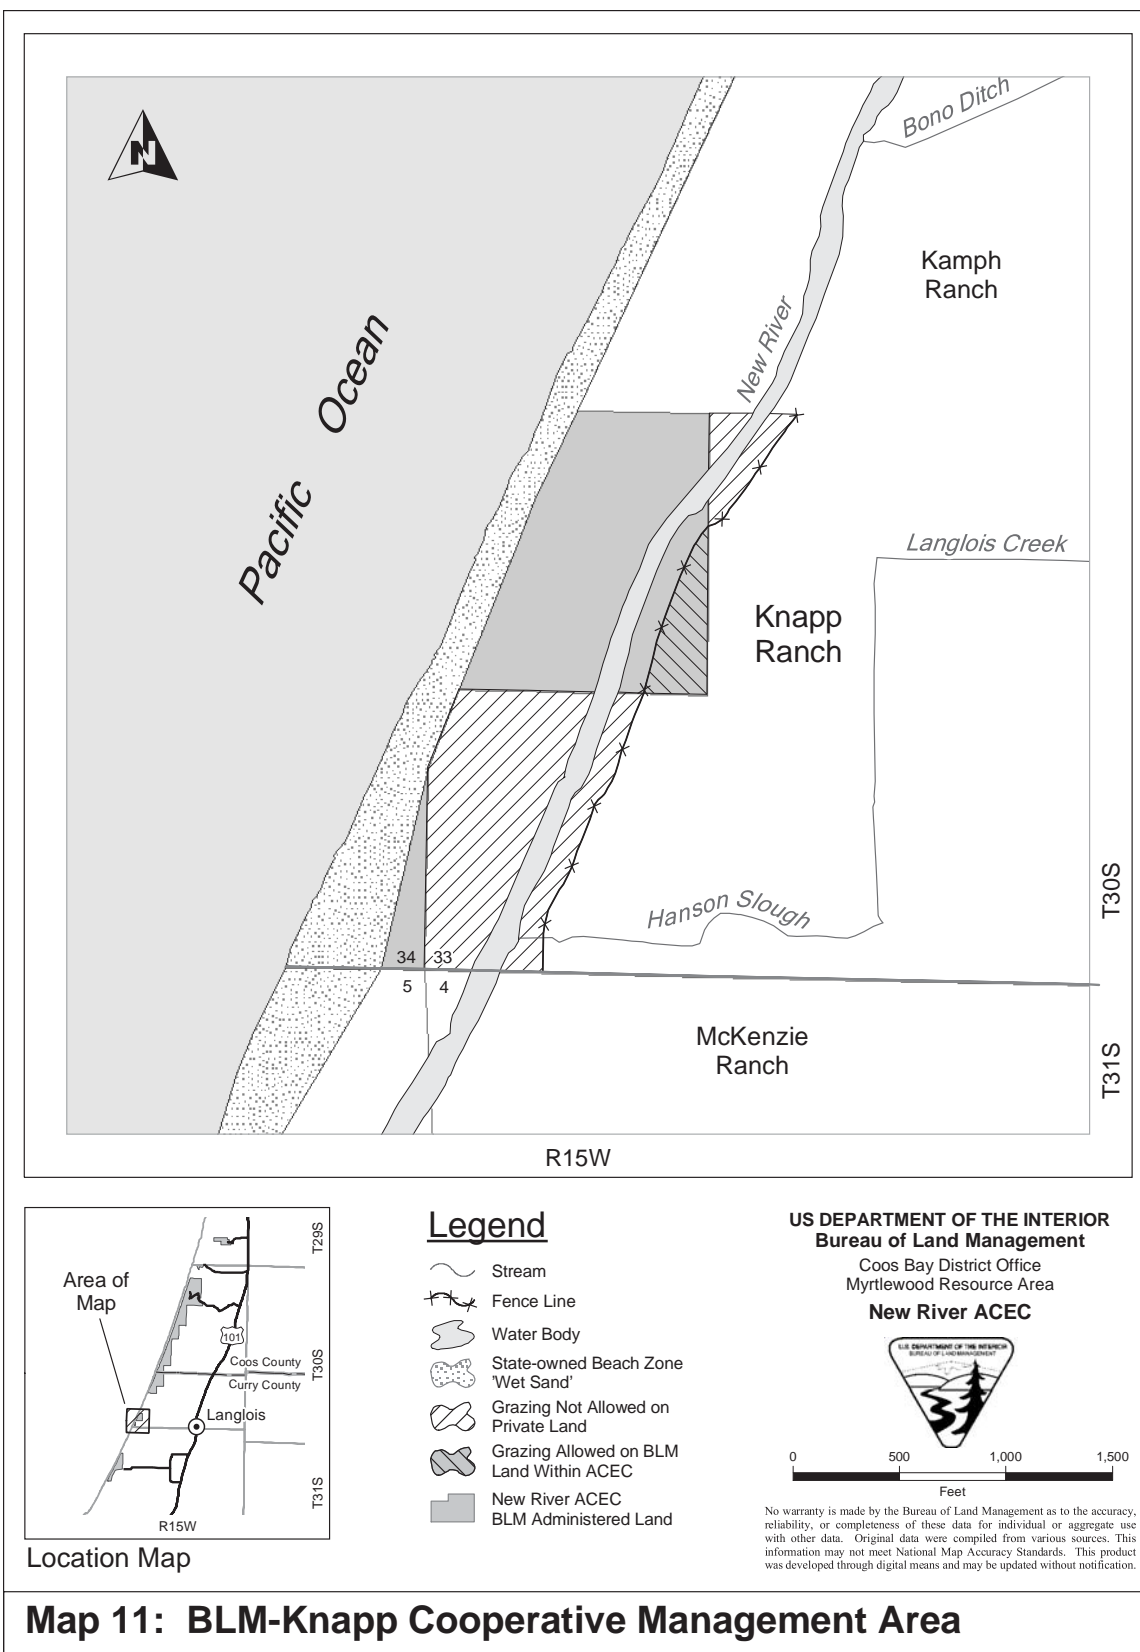 Bono Ditch
N
Kamph
Ranch
New River
Pacific Ocean
Langlois Creek
Knapp
Ranch
T30S
Hanson Slough
34 33
5 4
McKenzie
Ranch
T31S
R15W
Area of
Map
T29S
101
Coos County
Curry County
T30S
Langlois
T31S
R15W
Location Map
Legend
Stream
Fence Line
Water Body
State-owned Beach Zone
'Wet Sand'
Grazing Not Allowed on
Private Land
Grazing Allowed on BLM
Land Within ACEC
New River ACEC
BLM Administered Land
US DEPARTMENT OF THE INTERIOR
Bureau of Land Management
Coos Bay District Office
Myrtlewood Resource Area
New River ACEC
U.S. DEPARTMENT OF THE INTERIOR
BUREAU OF LAND MANAGEMENT
0 500 1,000 1,500
Feet
No warranty is made by the Bureau of Land Management as to the accuracy,
reliability, or completeness of these data for individual or aggregate use
with other data. Original data were compiled from various sources. This
information may not meet National Map Accuracy Standards. This product
was developed through digital means and may be updated without notification.
Map 11: BLM-Knapp Cooperative Management Area